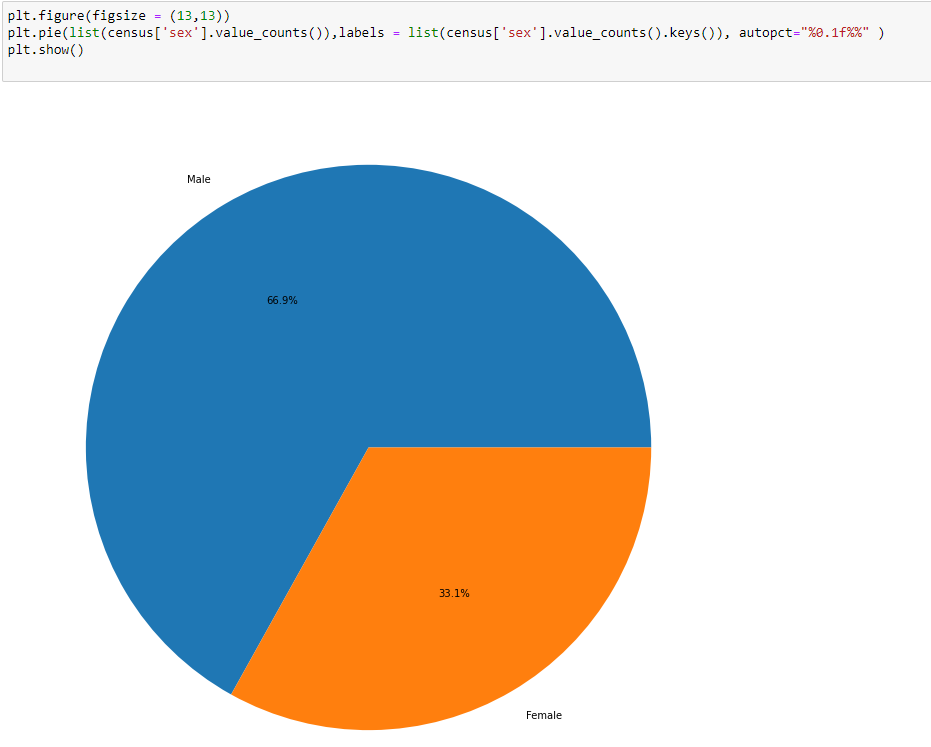 plt.figure(figsize = (13,13))
plt.pie(list(census['sex'].value_counts()),labels = list(census['sex'].value_counts().keys()), autopct="%0.1f%%" )
plt.show()
Male
66.9%
33.1%
Female